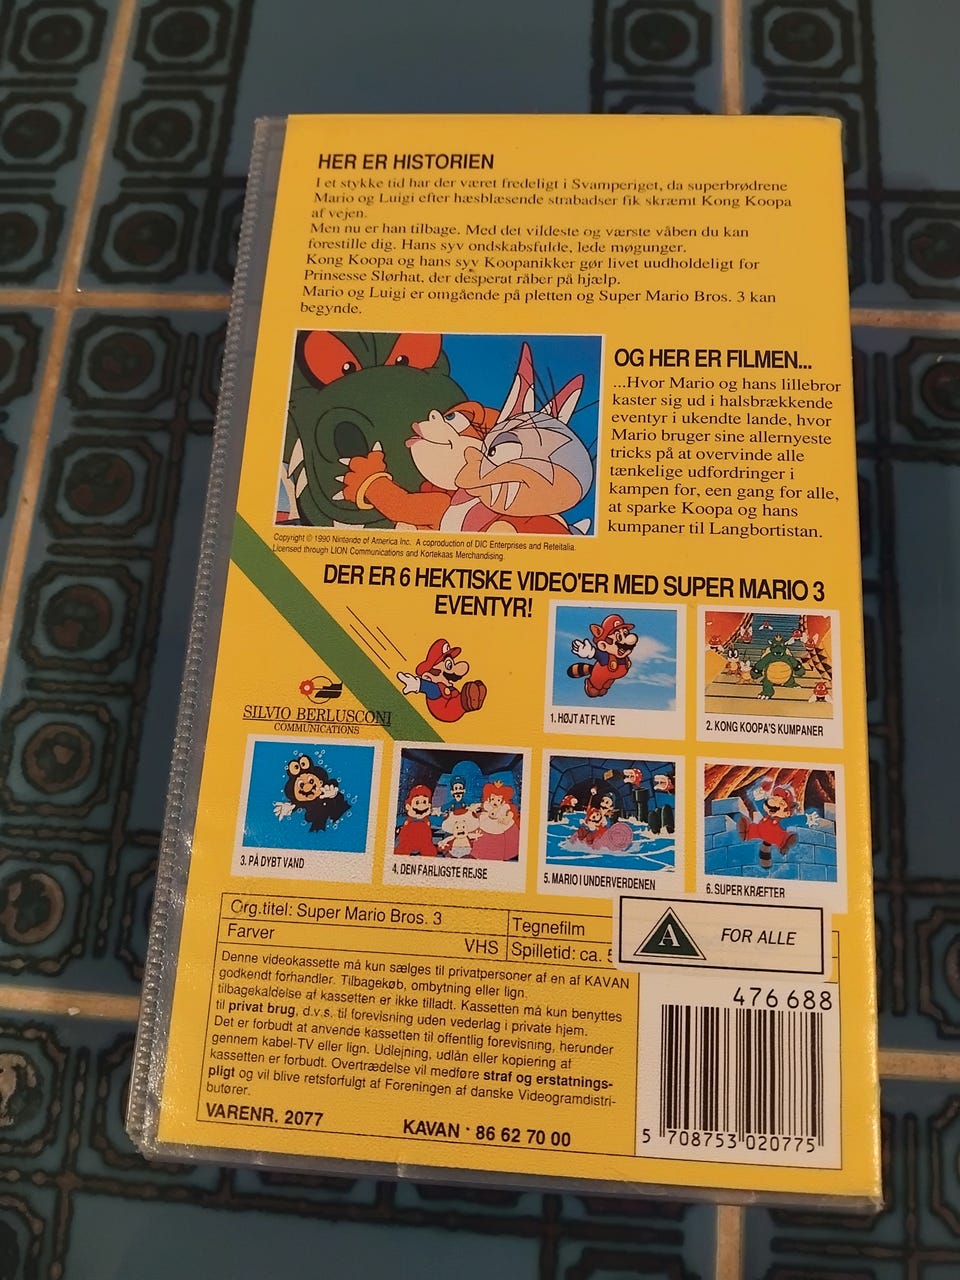 HER ER HISTORIEN
I et stykke tid har der været fredeligt i Svamperiget, da superbrødrene
Mario og Luigi efter hæsblæsende strabadser fik skræmt Kong Koopa
af vejen.
Men nu er han tilbage. Med det vildeste og værste våben du kan
forestille dig. Hans syv ondskabsfulde, lede møgunger.
Kong Koopa og hans syv Koopanikker gør livet uudholdeligt for
Prinsesse Slørhat, der desperat råber på hjælp.
Mario og Luigi er omgående på pletten og Super Mario Bros. 3 kan
begynde.
OG HER ER FILMEN...
...Hvor Mario og hans lillebror
kaster sig ud i halsbrækkende
eventyr i ukendte lande, hvor
Mario bruger sine allernyeste
tricks på at overvinde alle
tænkelige udfordringer i
kampen for, een gang for alle,
at sparke Koopa og hans
kumpaner til Langbortistan.
Copyright © 1990 Nintendo of America Inc. A coproduction of DIC Enterprises and Reteitalia.
Licensed through LION Communications and Kortekaas Merchandising.
DER ER 6 HEKTISKE VIDEO'ER MED SUPER MARIO 3
EVENTYR!
1. HØJT AT FLYVE
2. KONG KOOPA'S KUMPANER
SILVIO BERLUSCONI
COMMUNICATIONS
3. PÅ DYBT VAND
4. DEN FARLIGSTE REJSE
5. MARIO I UNDERVERDENEN
6. SUPER KRÆFTER
Org.titel: Super Mario Bros. 3
Tegnefilm
Farver
VHS
Spilletid: ca.
A
FOR ALLE
Denne videokassette må kun sælges til privatpersoner af en af KAVAN
godkendt forhandler. Tilbagekøb, ombytning eller lign.
tilbagekaldelse af kassetten er ikke tilladt. Kassetten må kun benyttes
til privat brug, d.v.s. til forevisning uden vederlag i private hjem.
Det er forbudt at anvende kassetten til offentlig forevisning, herunder
gennem kabel-TV eller lign. Udlejning, udlån eller kopiering af
kassetten er forbudt. Overtrædelse vil medføre straf og erstatnings-
pligt og vil blive retsforfulgt af Foreningen af danske Videogramdistri-
butører.
VARENR. 2077
KAVAN · 86 62 70 00
476 688
5 708753 020775